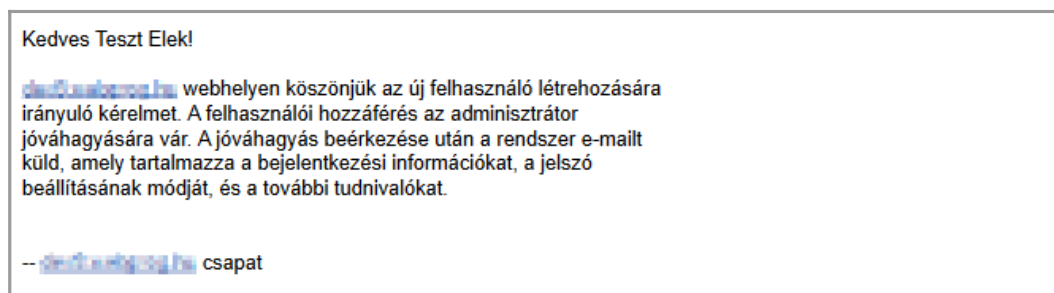 Kedves Teszt Elek!
webhelyen köszönjük az új felhasználó létrehozására
irányuló kérelmet. A felhasználói hozzáférés az adminisztrátor
jóváhagyására vár. A jóváhagyás beérkezése után a rendszer e-mailt
küld, amely tartalmazza a bejelentkezési információkat, a jelszó
beállításának módját, és a további tudnivalókat.
-- csapat